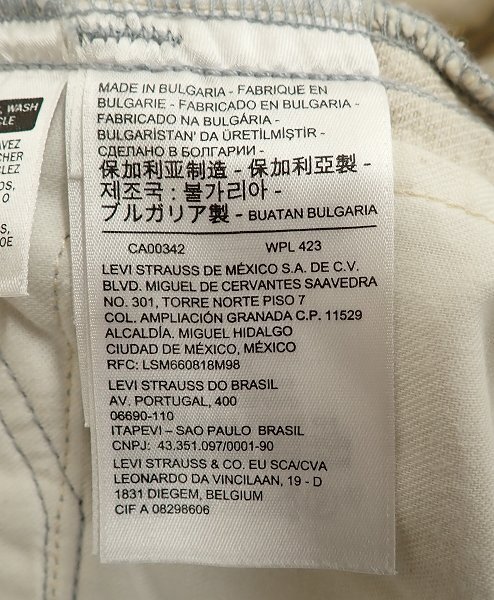 MADE IN BULGARIA - FABRIQUE EN
BULGARIE - FABRICADO EN BULGARIA -
FABRICADO NA BULGÁRIA -
BULGARİSTAN' DA ÜRETİLMİŞTİR -
СДЕЛАНО В БОЛГАРИИ -
保加利亚制造 - 保加利亞製 -
제조국 : 불가리아 -
ブルガリア製 - BUATAN BULGARIA
CA00342 WPL 423
LEVI STRAUSS DE MÉXICO S.A. DE C.V.
BLVD. MIGUEL DE CERVANTES SAAVEDRA
NO. 301, TORRE NORTE PISO 7
COL. AMPLIACIÓN GRANADA C.P. 11529
ALCALDÍA. MIGUEL HIDALGO
CIUDAD DE MÉXICO, MÉXICO
RFC: LSM660818M98
LEVI STRAUSS DO BRASIL
AV. PORTUGAL, 400
06690-110
ITAPEVI – SAO PAULO BRASIL
CNPJ: 43.351.097/0001-90
LEVI STRAUSS & CO. EU SCA/CVA
LEONARDO DA VINCILAAN, 19 - D
1831 DIEGEM, BELGIUM
CIF A 08298606
WASH